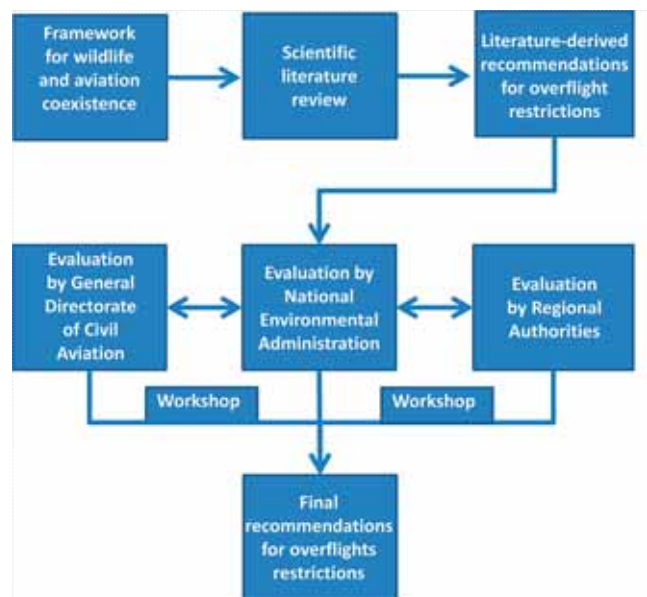 Framework
for wildlife
and aviation
coexistence
Scientific
literature
review
Literature-derived
recommendations
for overflight
restrictions
Evaluation
by General
Directorate
of Civil
Aviation
Evaluation by
National
Environmental
Administration
Evaluation
by Regional
Authorities
Workshop
Workshop
Final
recommendations
for overflights
restrictions